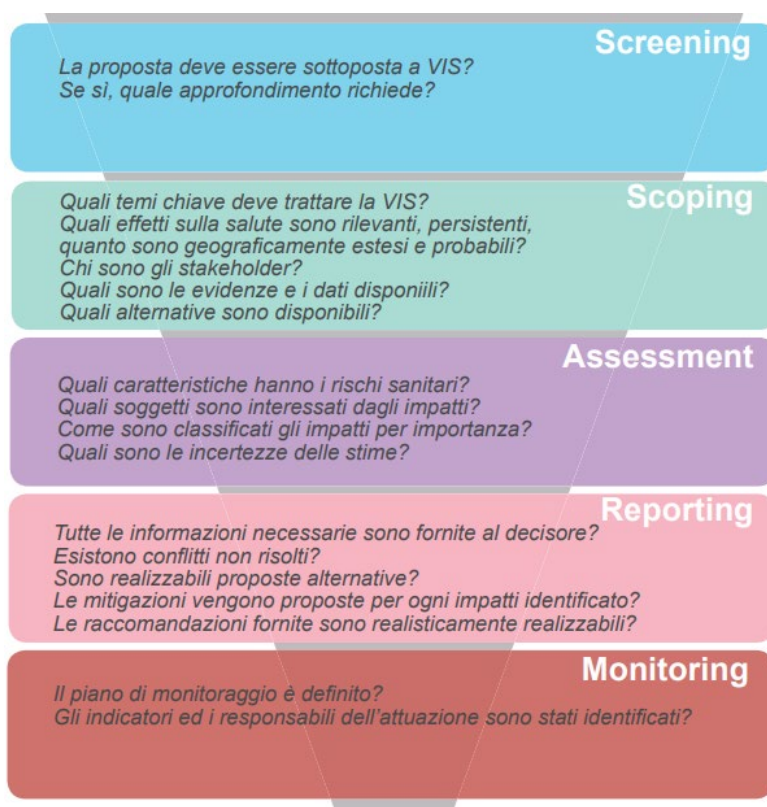 Screening
La proposta deve essere sottoposta a VIS?
Se sì, quale approfondimento richiede?
Scoping
Quali temi chiave deve trattare la VIS?
Quali effetti sulla salute sono rilevanti, persistenti,
quanto sono geograficamente estesi e probabili?
Chi sono gli stakeholder?
Quali sono le evidenze e i dati disponiili?
Quali alternative sono disponibili?
Assessment
Quali caratteristiche hanno i rischi sanitari?
Quali soggetti sono interessati dagli impatti?
Come sono classificati gli impatti per importanza?
Quali sono le incertezze delle stime?
Reporting
Tutte le informazioni necessarie sono fornite al decisore?
Esistono conflitti non risolti?
Sono realizzabili proposte alternative?
Le mitigazioni vengono proposte per ogni impatti identificato?
Le raccomandazioni fornite sono realisticamente realizzabili?
Monitoring
Il piano di monitoraggio è definito?
Gli indicatori ed i responsabili dell'attuazione sono stati identificati?